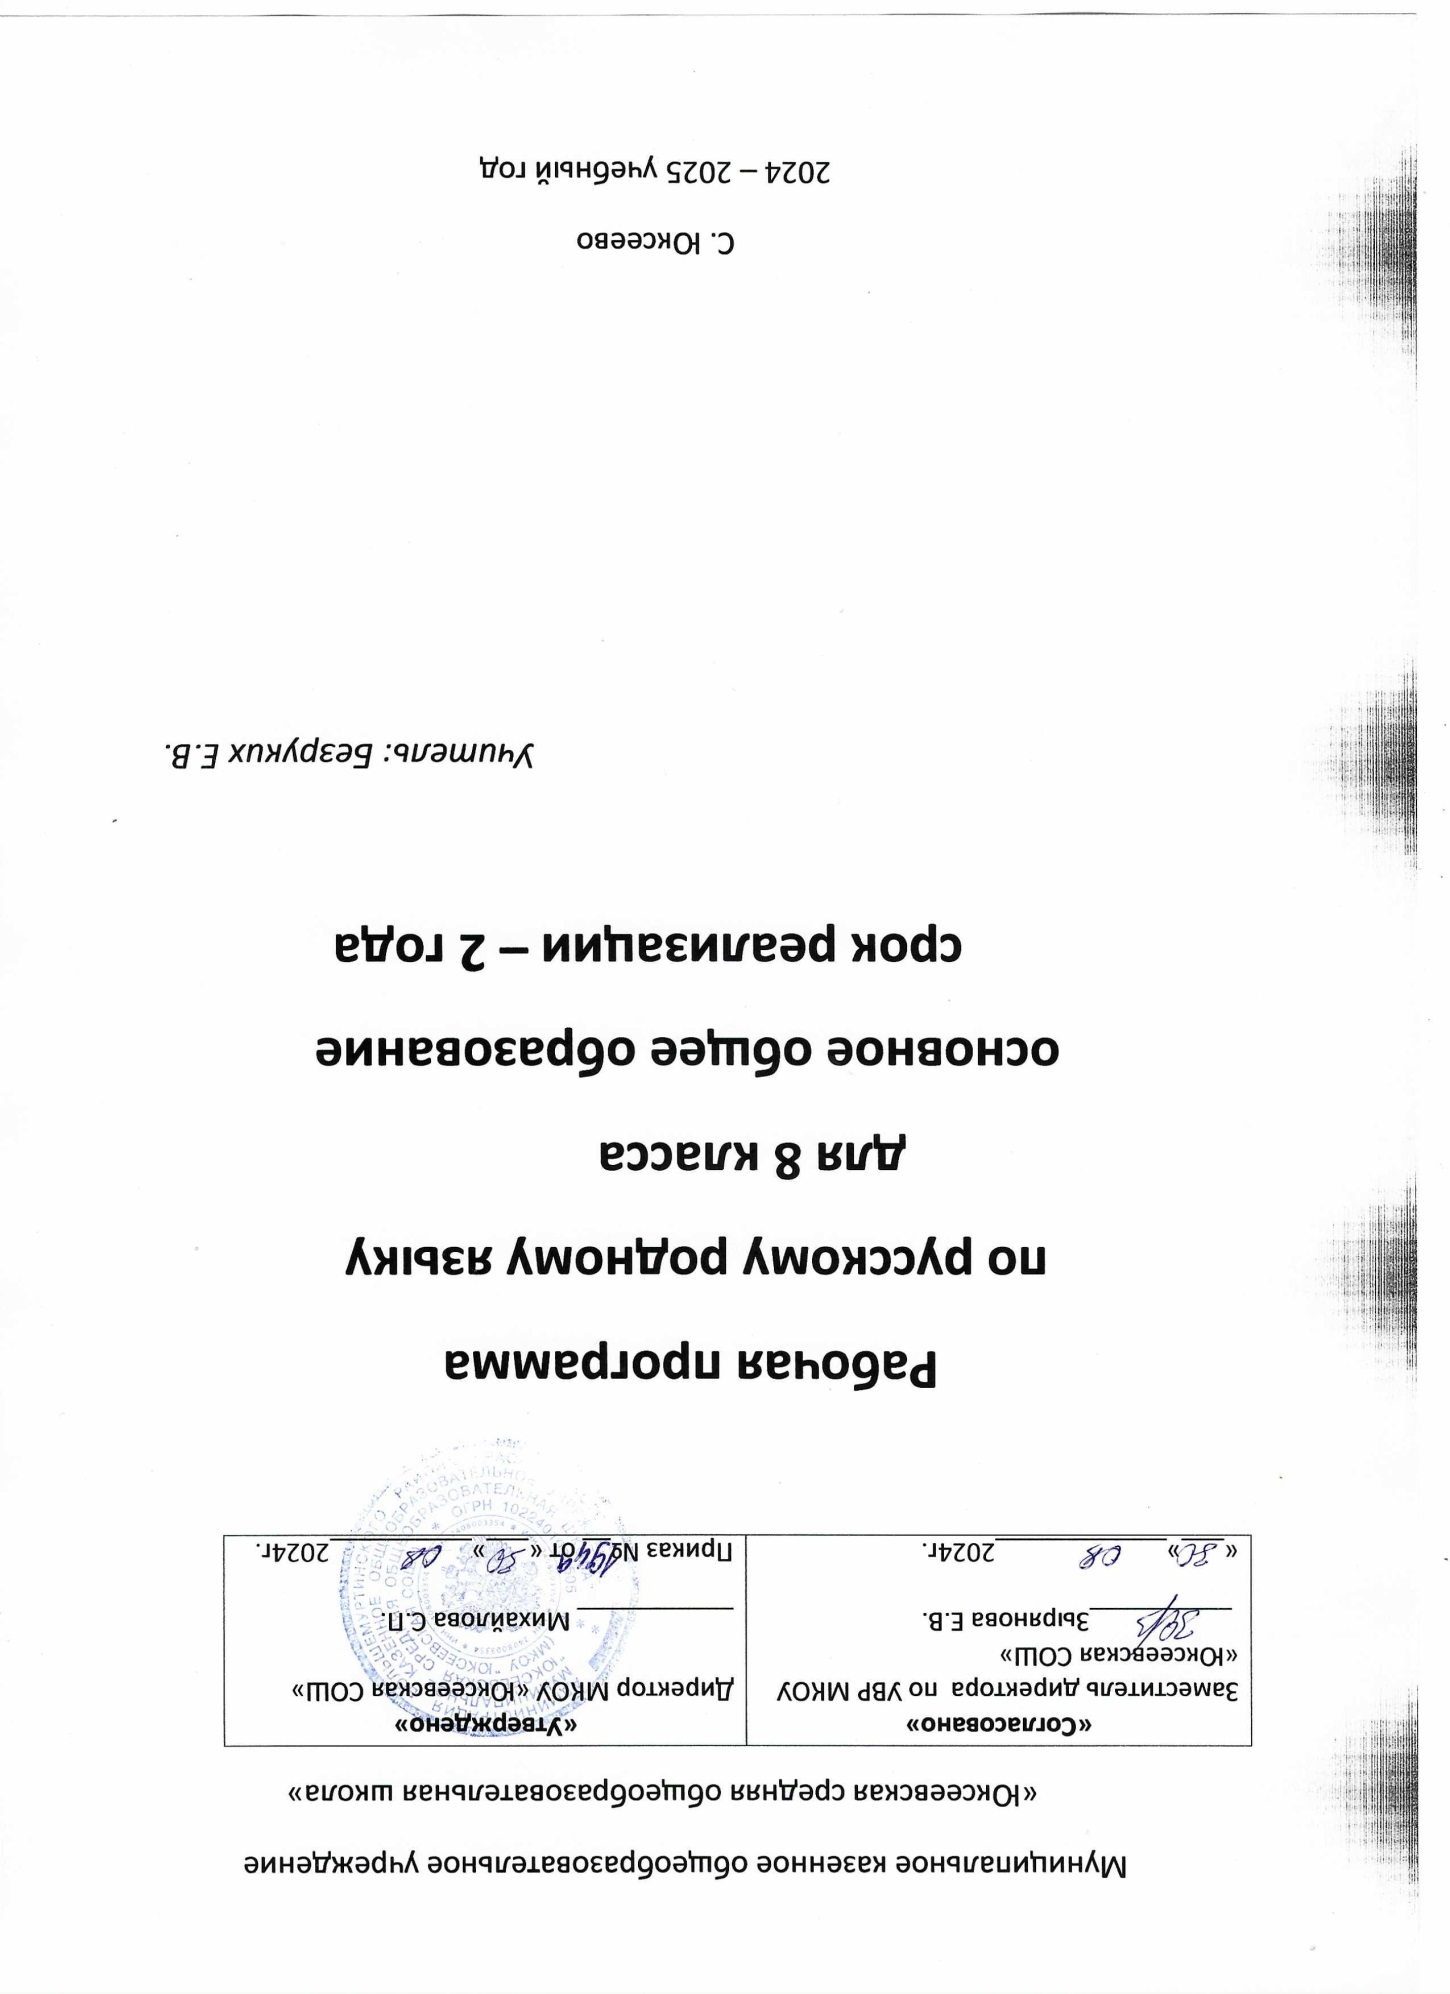 Муниципальное казенное общеобразовательное учреждение
«Юксеевская средняя общеобразовательная школа»
«Согласовано»
Заместитель директора по УВР МКОУ
«Юксеевская СОШ»
Зырянова Е.В.
«30» 08 2024г.
«Утверждено»
Директор МКОУ «Юксеевская СОШ»
Михайлова С.П.
Приказ № от «30» 08 2024г.
Рабочая программа
по русскому родному языку
для 8 класса
основное общее образование
срок реализации – 2 года
Учитель: Безруких Е.В.
С. Юксеево
2024 – 2025 учебный год